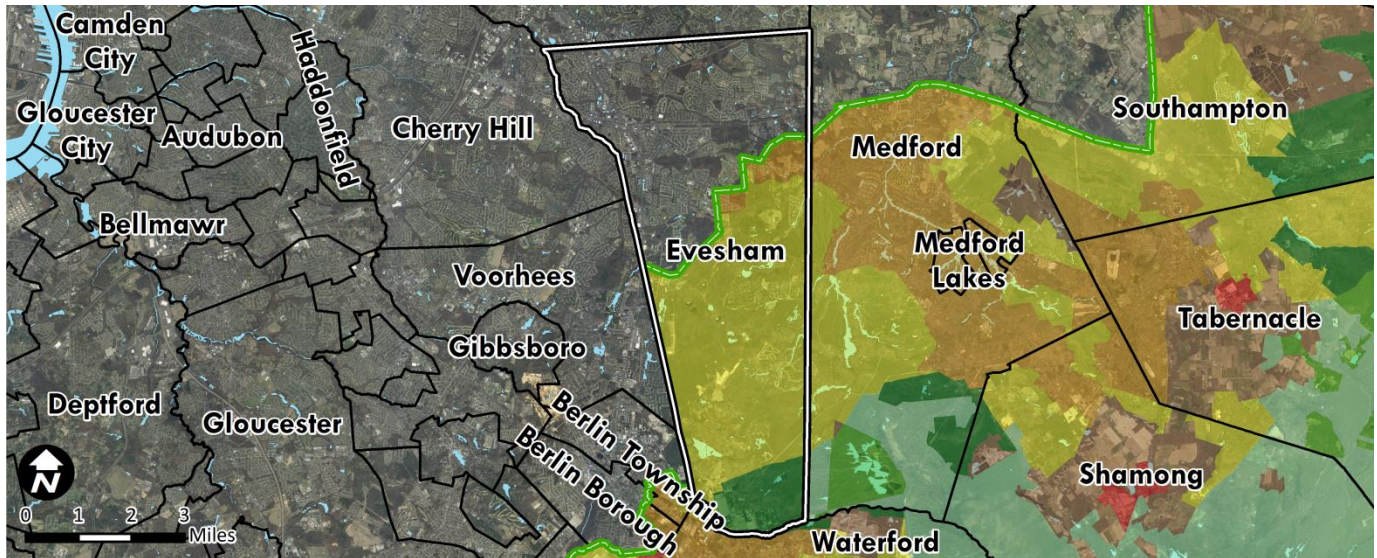 Camden
City
Haddonfield
Gloucester
City
Audubon
Cherry Hill
Medford
Southampton
Bellmawr
Evesham
Medford
Lakes
Voorhees
Gibbsboro
Tabernacle
Deptford
Gloucester
Berlin Township
Berlin Borough
Shamong
Waterford
N
0 1 2 3
Miles